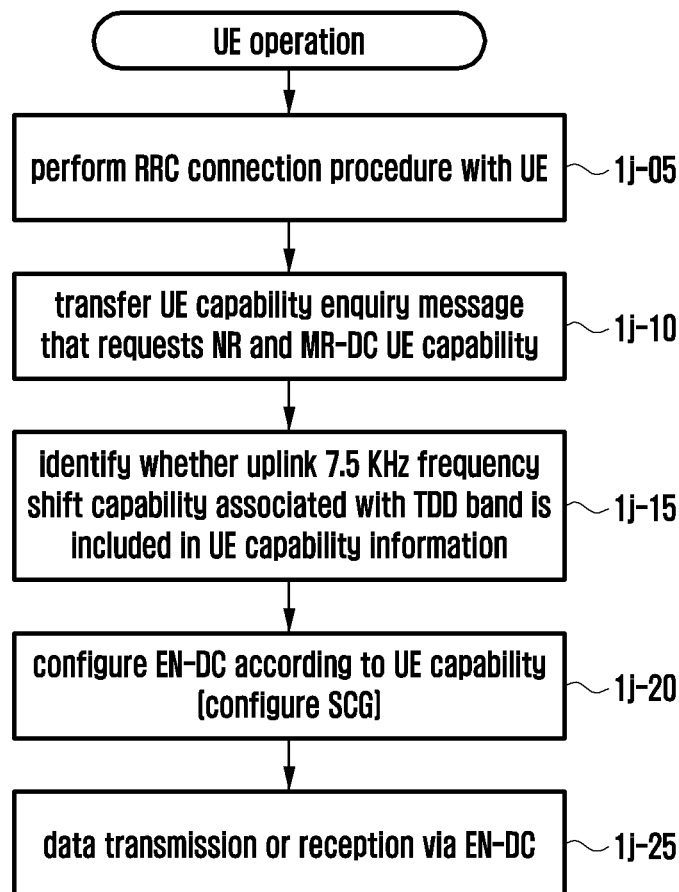 UE operation
perform RRC connection procedure with UE
1j-05
transfer UE capability enquiry message
that requests NR and MR-DC UE capability
1j-10
identify whether uplink 7.5 KHz frequency
shift capability associated with TDD band is
included in UE capability information
1j-15
configure EN-DC according to UE capability
(configure SCG)
1j-20
data transmission or reception via EN-DC
1j-25